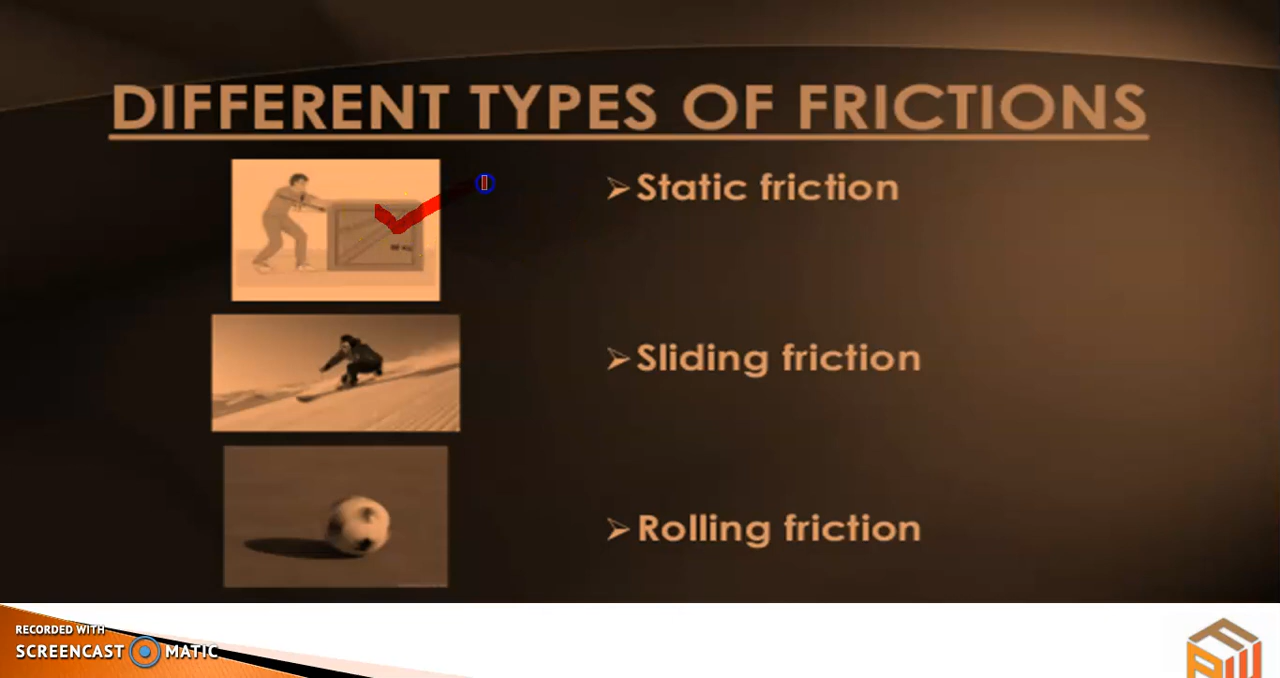 DIFFERENT TYPES OF FRICTIONS
Static friction
Sliding friction
Rolling friction
RECORDED WITH
SCREENCAST MATIC